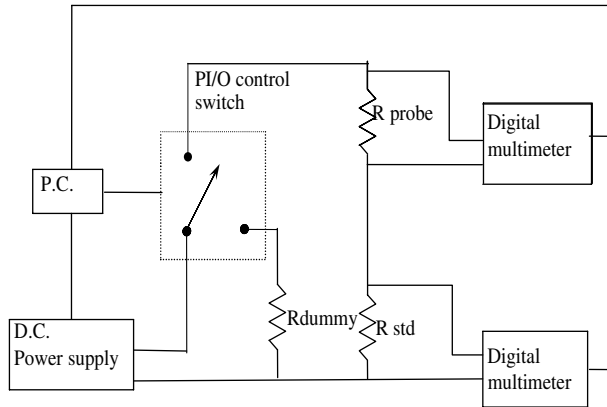 PI/O control
switch
R probe
Digital
multimeter
P.C.
D.C.
Power supply
Rdummy
R std
Digital
multimeter